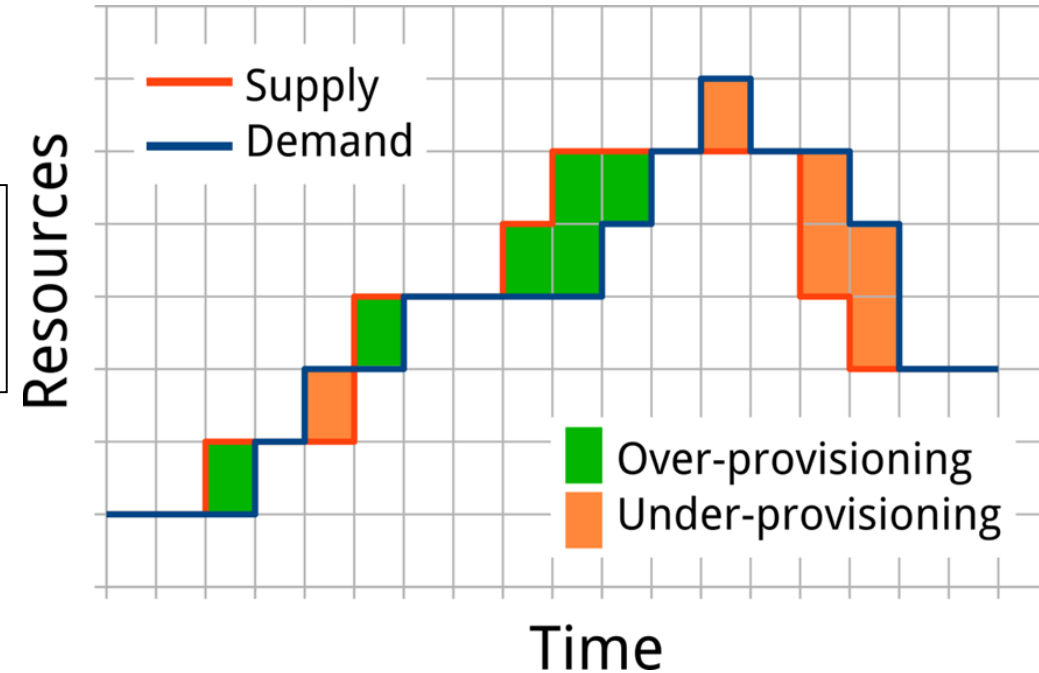 Supply
Demand
Resources
Over-provisioning
Under-provisioning
Time